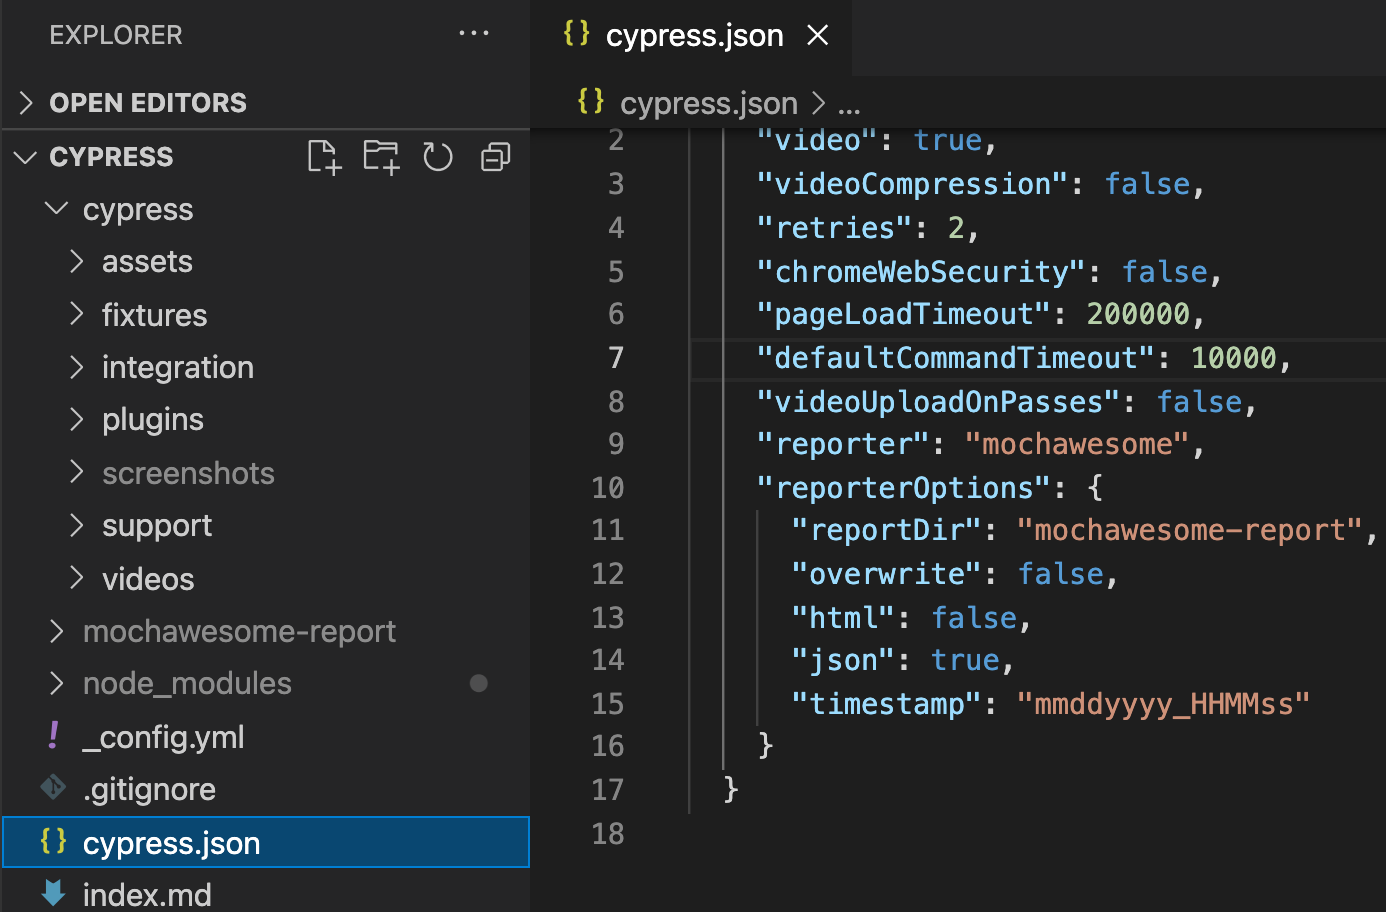 EXPLORER
OPEN EDITORS
CYPRESS
cypress
assets
fixtures
integration
plugins
screenshots
support
videos
mochawesome-report
node_modules
_config.yml
.gitignore
cypress.json
index.md
cypress.json
cypress.json > ...
2 "video": true,
3 "videoCompression": false,
4 "retries": 2,
5 "chromeWebSecurity": false,
6 "pageLoadTimeout": 200000,
7 "defaultCommandTimeout": 10000,
8 "videoUploadOnPasses": false,
9 "reporter": "mochawesome",
10 "reporterOptions": {
11 "reportDir": "mochawesome-report",
12 "overwrite": false,
13 "html": false,
14 "json": true,
15 "timestamp": "mmddyyyy_HHMMss"
16 }
17 }
18